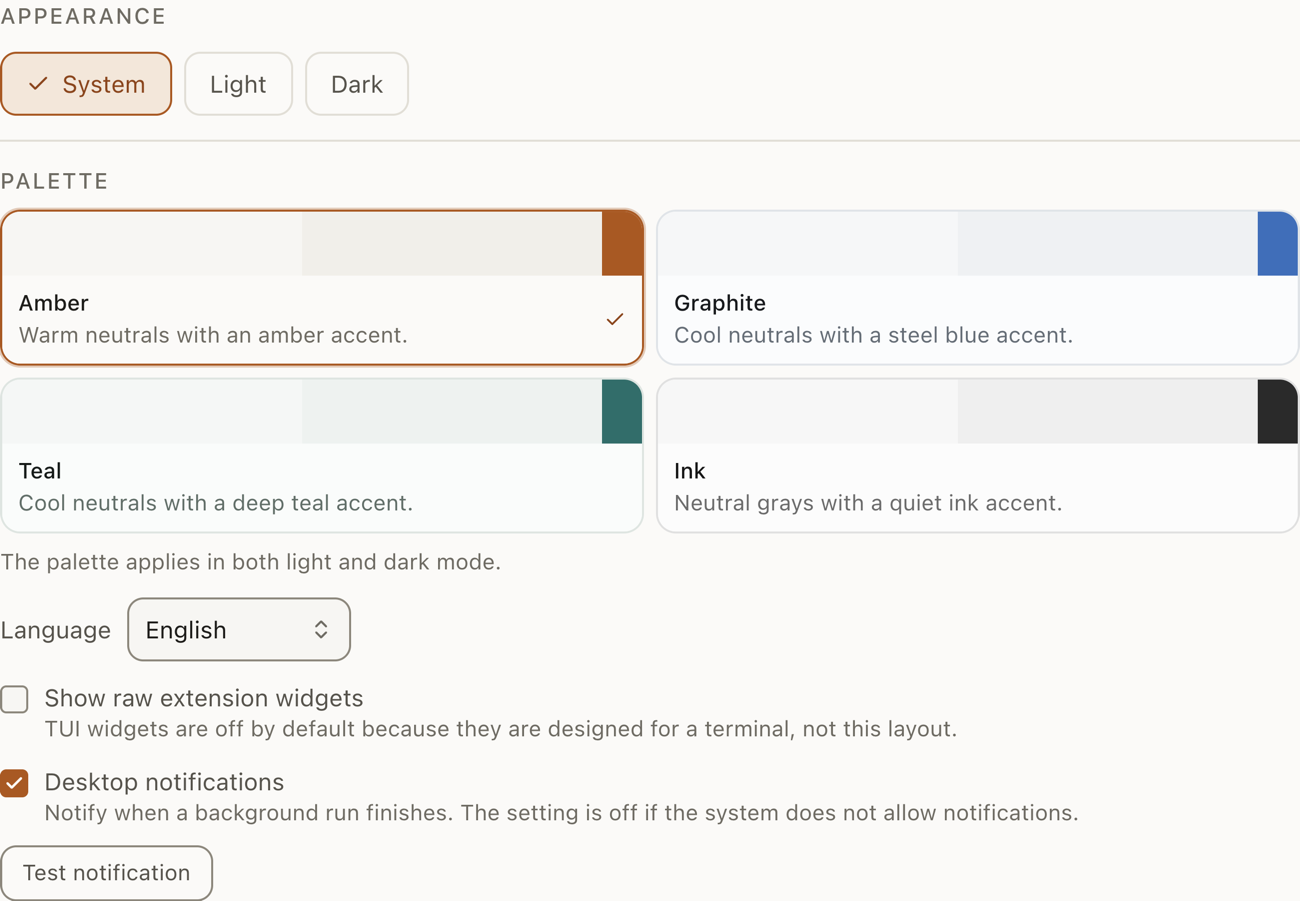 APPEARANCE
System
Light
Dark
PALETTE
Amber
Warm neutrals with an amber accent.
Graphite
Cool neutrals with a steel blue accent.
Teal
Cool neutrals with a deep teal accent.
Ink
Neutral grays with a quiet ink accent.
The palette applies in both light and dark mode.
Language
English
Show raw extension widgets
TUI widgets are off by default because they are designed for a terminal, not this layout.
Desktop notifications
Notify when a background run finishes. The setting is off if the system does not allow notifications.
Test notification